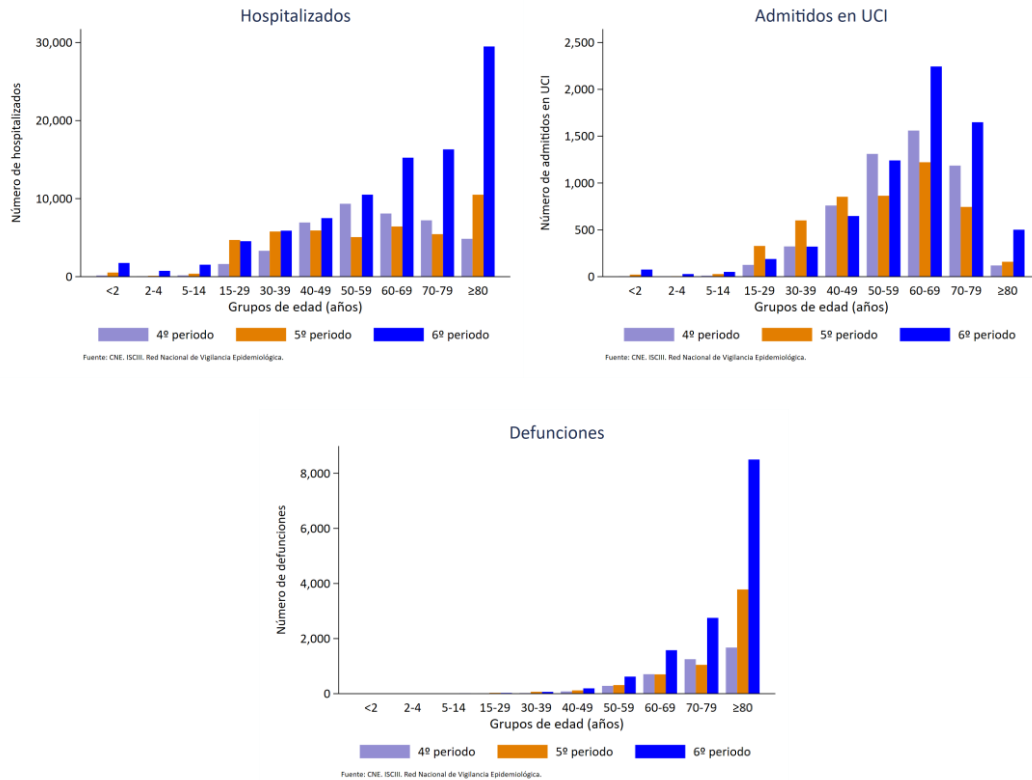 Hospitalizados
Número de hospitalizados
30,000
20,000
10,000
0
<2 2-4 5-14 15-29 30-39 40-49 50-59 60-69 70-79 ≥80
Grupos de edad (años)
4º periodo 5º periodo 6º periodo
Fuente: CNE. ISCIII. Red Nacional de Vigilancia Epidemiológica.
Admitidos en UCI
Número de admitidos en UCI
2,500
2,000
1,500
1,000
500
0
<2 2-4 5-14 15-29 30-39 40-49 50-59 60-69 70-79 ≥80
Grupos de edad (años)
4º periodo 5º periodo 6º periodo
Fuente: CNE. ISCIII. Red Nacional de Vigilancia Epidemiológica.
Defunciones
Número de defunciones
8,000
6,000
4,000
2,000
0
<2 2-4 5-14 15-29 30-39 40-49 50-59 60-69 70-79 ≥80
Grupos de edad (años)
4º periodo 5º periodo 6º periodo
Fuente: CNE. ISCIII. Red Nacional de Vigilancia Epidemiológica.